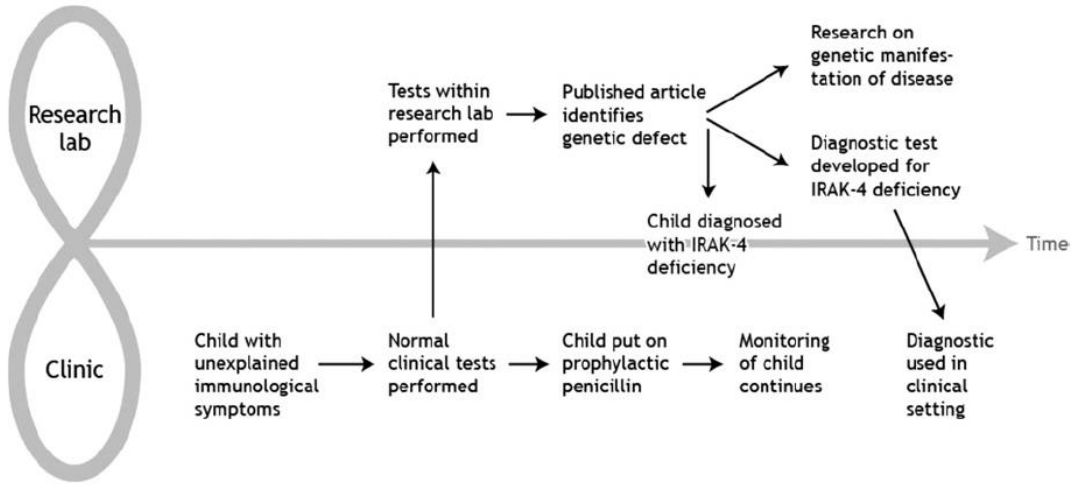 Research
lab
Tests within
research lab
performed
Published article
identifies
genetic defect
Research on
genetic manifes-
tation of disease
Diagnostic test
developed for
IRAK-4 deficiency
Child diagnosed
with IRAK-4
deficiency
Time
Clinic
Child with
unexplained
immunological
symptoms
Normal
clinical tests
performed
Child put on
prophylactic
penicillin
Monitoring
of child
continues
Diagnostic
used in
clinical
setting